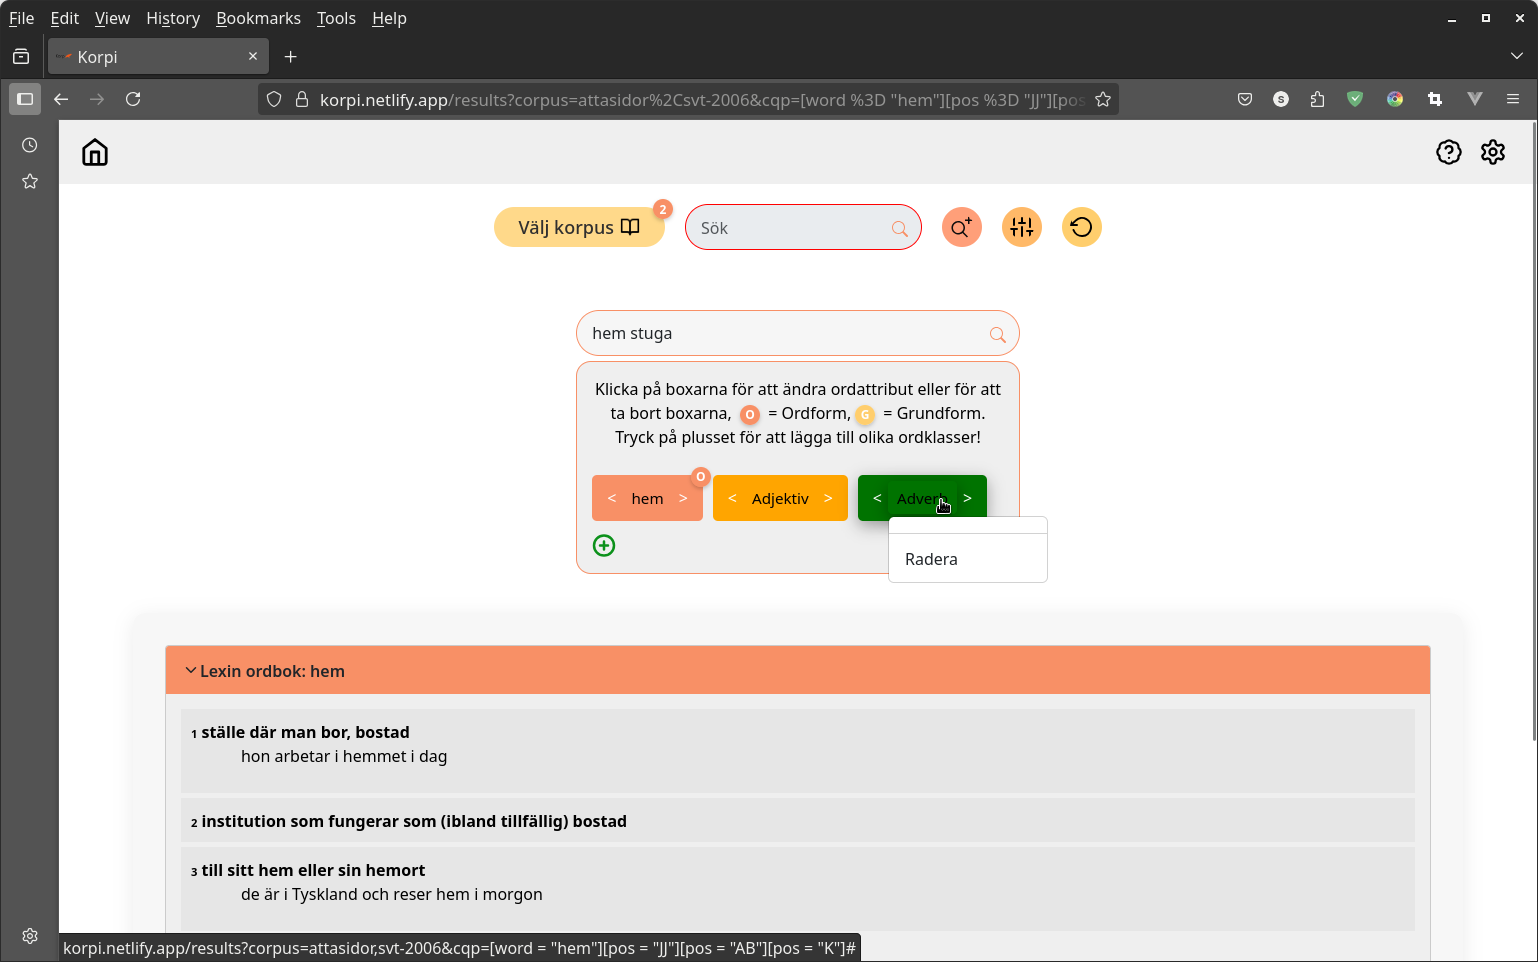 File Edit View History Bookmarks Tools Help
Korpi
korpi.netlify.app/results?corpus=attasidor%2Csvt-2006&cqp=[word %3D "hem"][pos %3D "JJ"][pos
Välj korpus
2
Sök
hem stuga
Klicka på boxarna för att ändra ordattribut eller för att
ta bort boxarna, O = Ordform, G = Grundform.
Tryck på plusset för att lägga till olika ordklasser!
O
< hem > < Adjektiv > < Adverb >
Radera
Lexin ordbok: hem
1 ställe där man bor, bostad
hon arbetar i hemmet i dag
2 institution som fungerar som (ibland tillfällig) bostad
3 till sitt hem eller sin hemort
de är i Tyskland och reser hem i morgon
korpi.netlify.app/results?corpus=attasidor,svt-2006&cqp=[word = "hem"][pos = "JJ"][pos = "AB"][pos = "K"]#